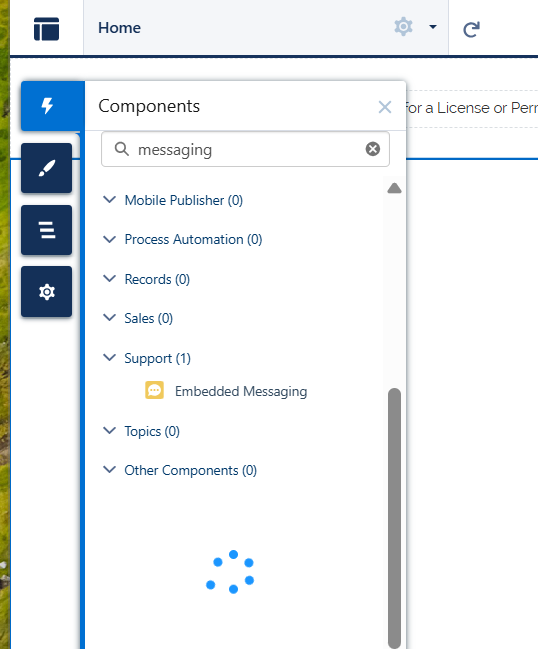 Home
Components
for a License or Perr
messaging
Mobile Publisher (0)
Process Automation (0)
Records (0)
Sales (0)
Support (1)
Embedded Messaging
Topics (0)
Other Components (0)